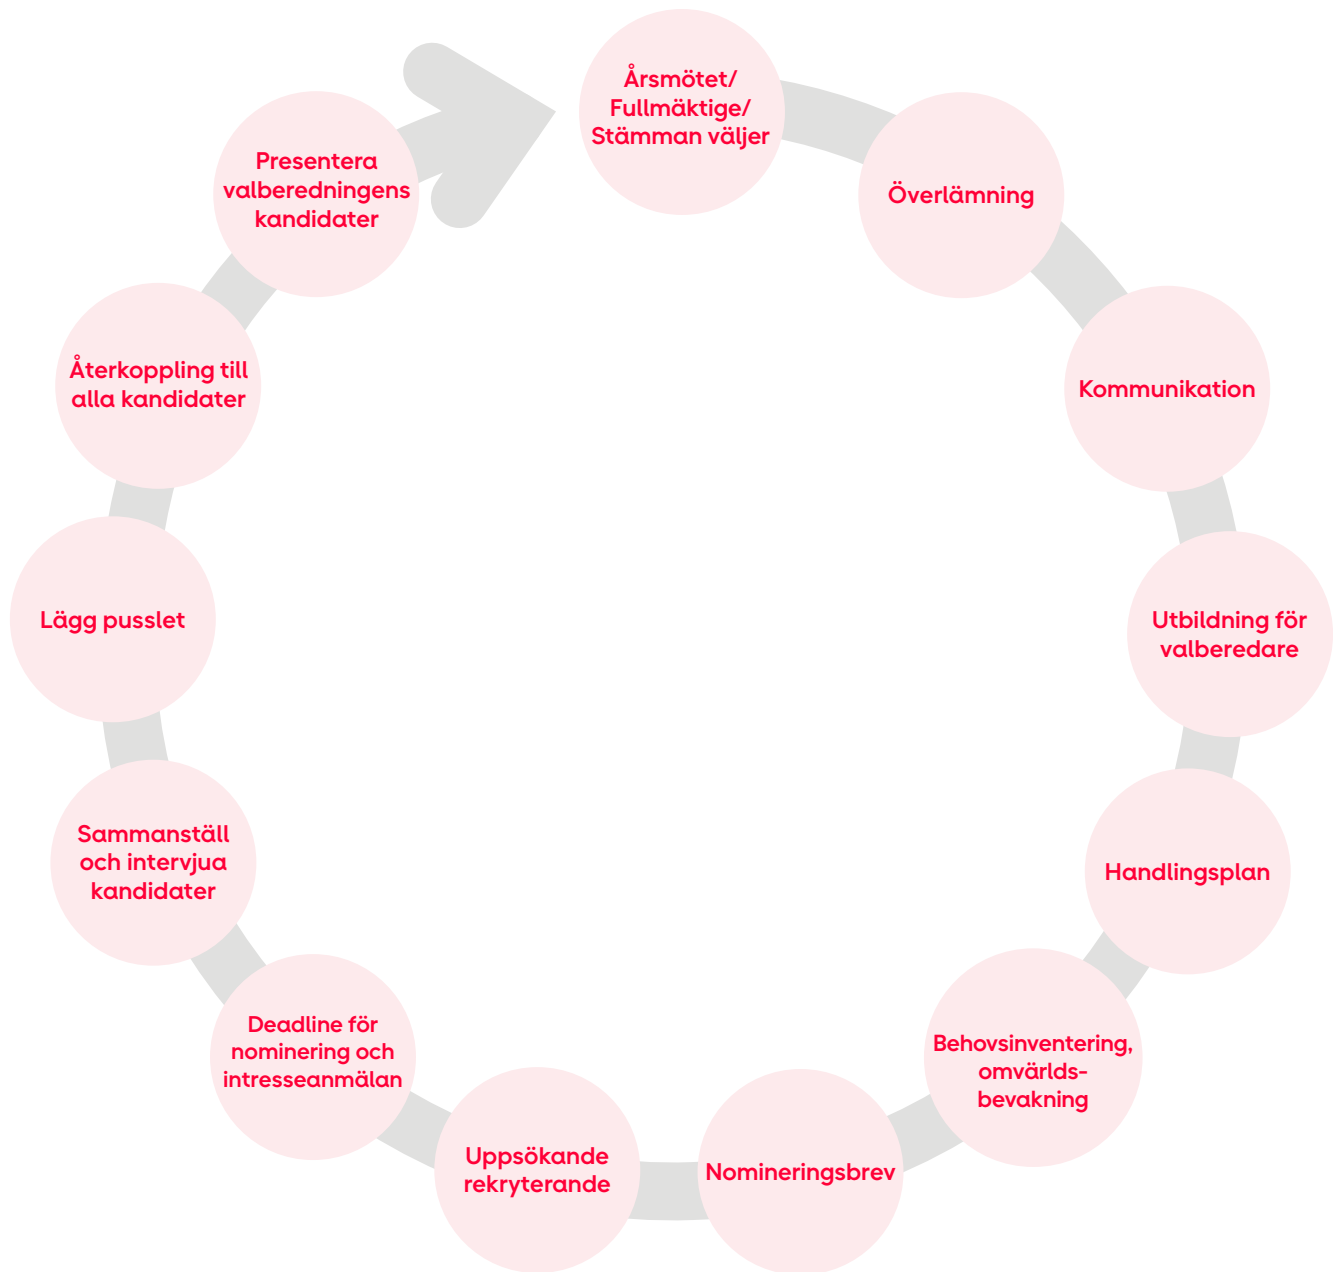 Årsmötet/
Fullmäktige/
Stämman väljer
Överlämning
Kommunikation
Utbildning för
valberedare
Handlingsplan
Behovsinventering,
omvärlds-
bevakning
Nomineringsbrev
Uppsökande
rekryterande
Deadline för
nominering och
intresseanmälan
Sammanställ
och intervjua
kandidater
Lägg pusslet
Återkoppling till
alla kandidater
Presentera
valberedningens
kandidater